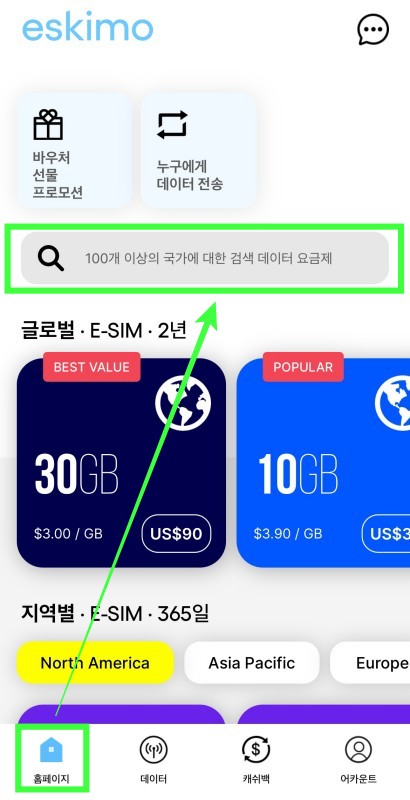 eskimo
바우처
선물
프로모션
누구에게
데이터 전송
100개 이상의 국가에 대한 검색 데이터 요금제
글로벌 · E-SIM · 2년
BEST VALUE
POPULAR
30GB
10GB
$3.00 / GB
US$90
$3.90 / GB
US$3
지역별 · E-SIM · 365일
North America
Asia Pacific
Europe
홈페이지
데이터
캐쉬백
어카운트